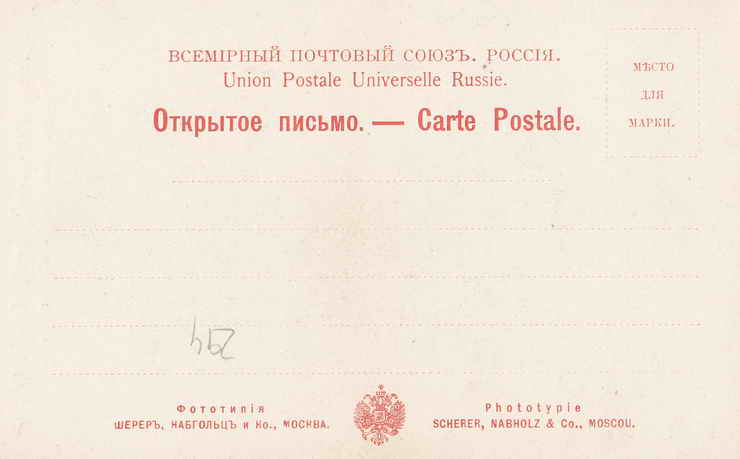 ВСЕМІРНЫЙ ПОЧТОВЫЙ СОЮЗЪ. РОССІЯ.
Union Postale Universelle Russie.
Открытое письмо. — Carte Postale.
МѢСТО
ДЛЯ
МАРКИ.
Фототипія
ШЕРЕРЪ, НАБГОЛЬЦЪ и Ко., МОСКВА.
Phototypie
SCHERER, NABHOLZ & Co., MOSCOU.